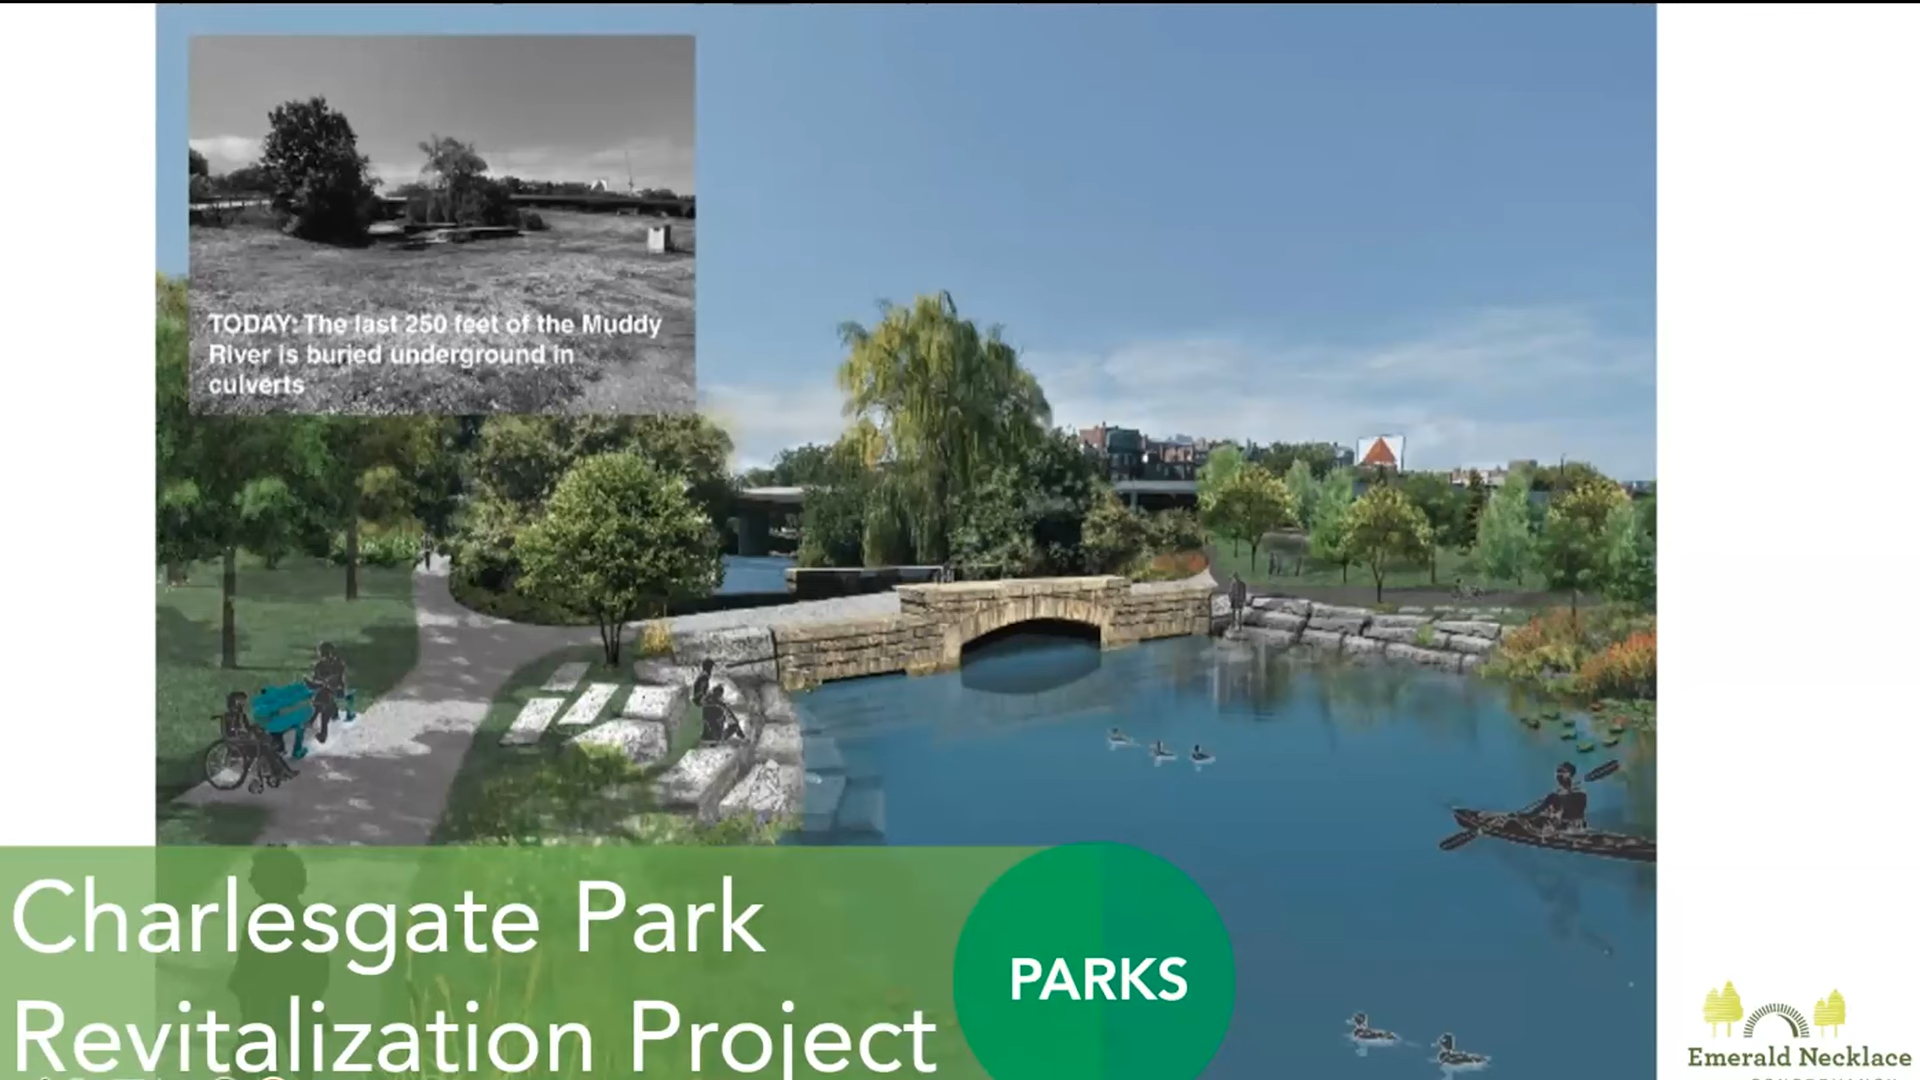 TODAY: The last 250 feet of the Muddy
River is buried underground in
culverts
Charlesgate Park
Revitalization Project
PARKS
Emerald Necklace